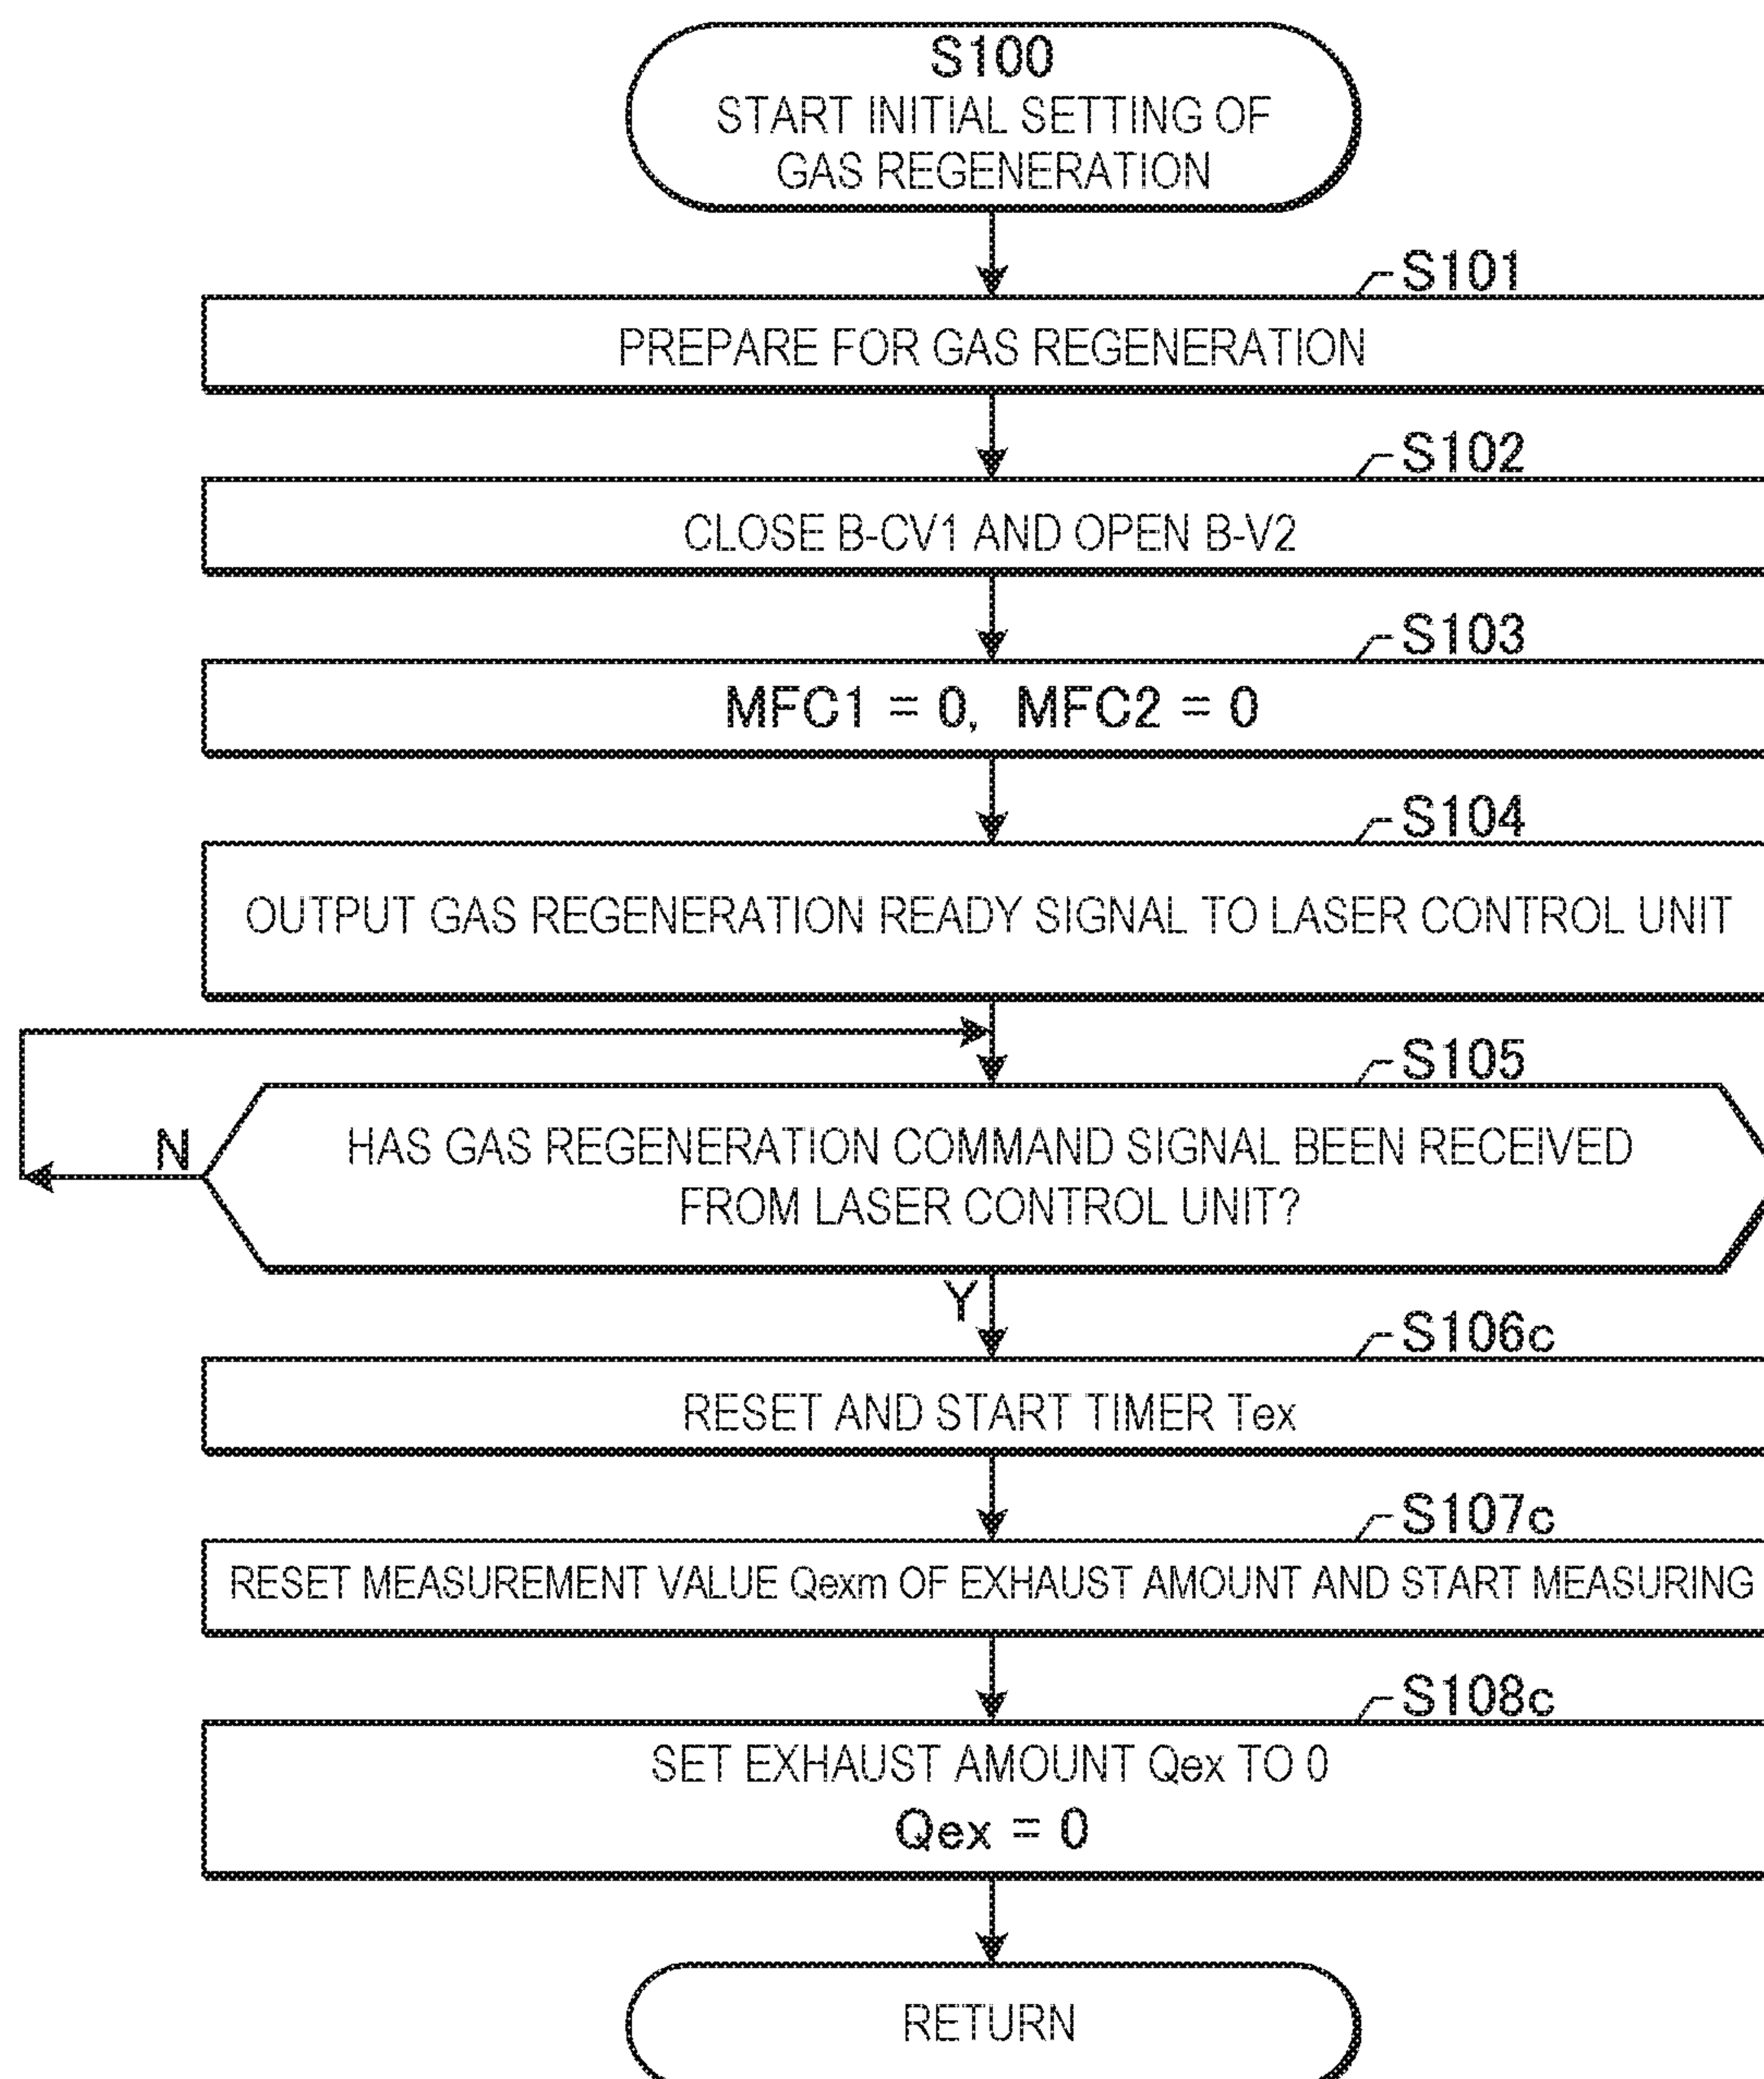 S100
START INITIAL SETTING OF
GAS REGENERATION
S101
PREPARE FOR GAS REGENERATION
S102
CLOSE B-CV1 AND OPEN B-V2
S103
MFC1 = 0, MFC2 = 0
S104
OUTPUT GAS REGENERATION READY SIGNAL TO LASER CONTROL UNIT
S105
HAS GAS REGENERATION COMMAND SIGNAL BEEN RECEIVED
FROM LASER CONTROL UNIT?
N
Y
S106c
RESET AND START TIMER Tex
S107c
RESET MEASUREMENT VALUE Qexm OF EXHAUST AMOUNT AND START MEASURING
S108c
SET EXHAUST AMOUNT Qex TO 0
Qex = 0
RETURN